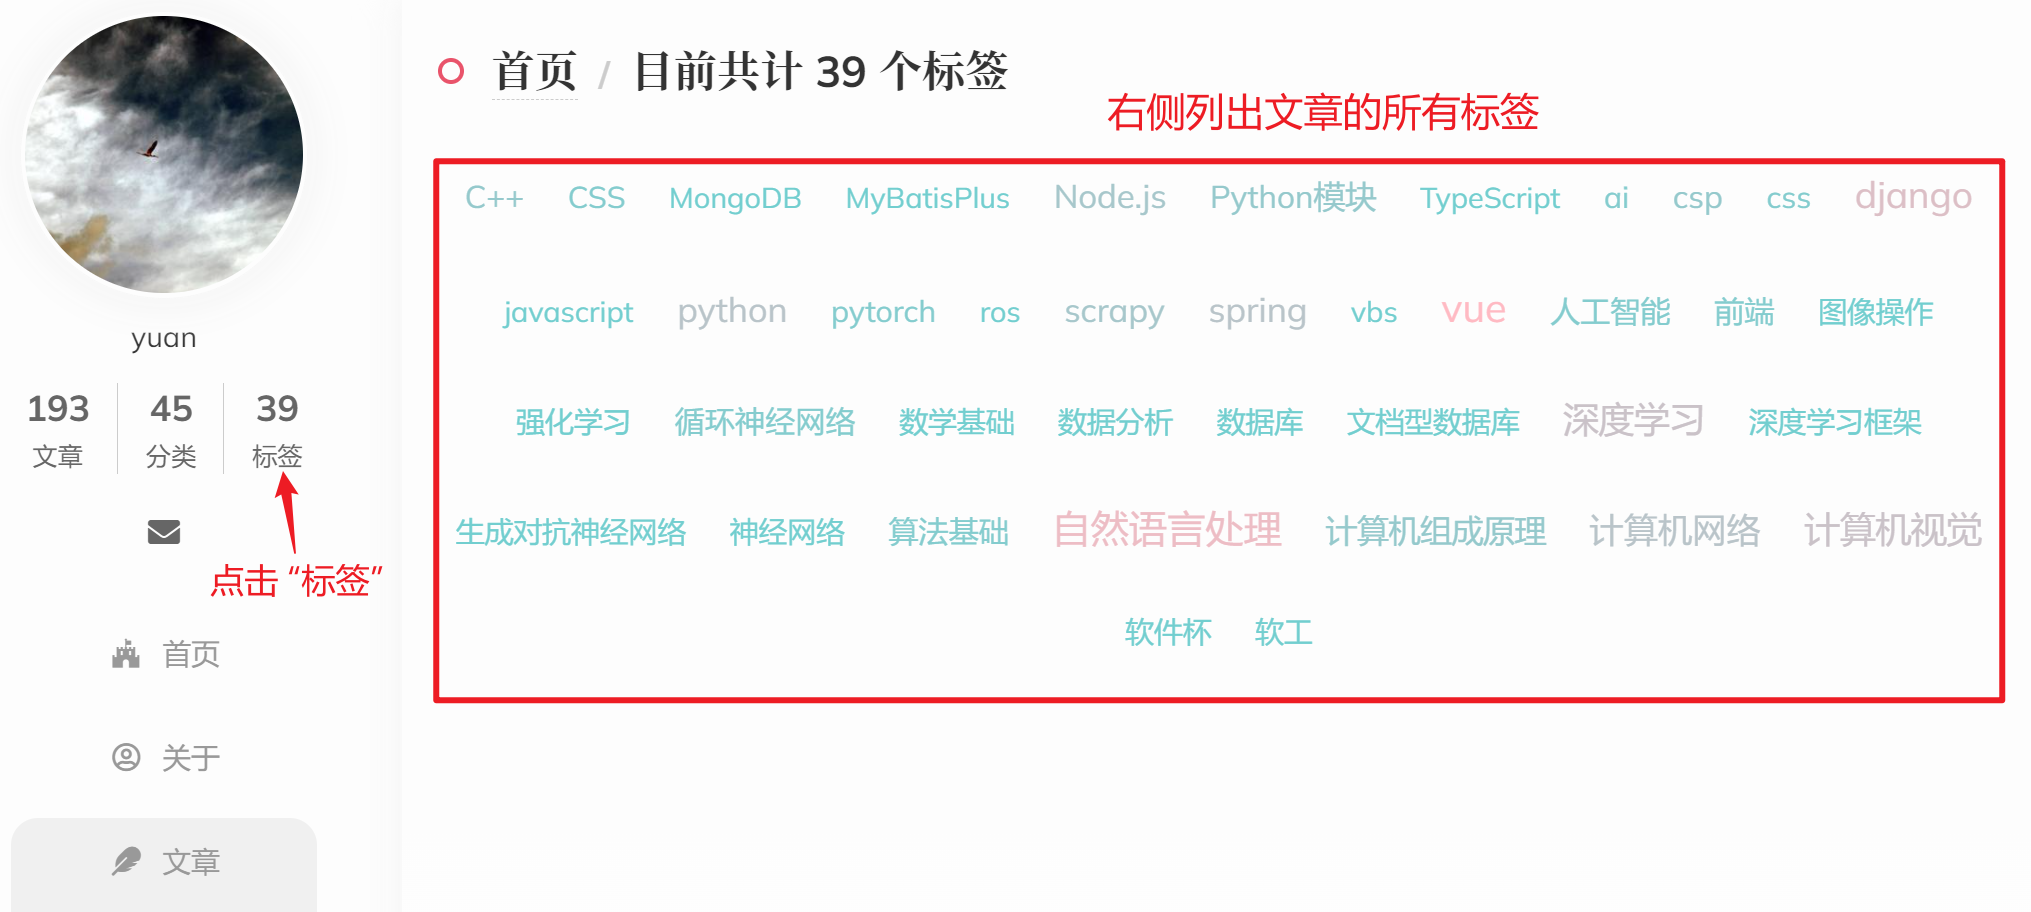 yuan
193
文章
45
分类
39
标签
点击 “标签”
首页
关于
文章
首页 / 目前共计 39 个标签
右侧列出文章的所有标签
C++ CSS MongoDB MyBatisPlus Node.js Python模块 TypeScript ai csp css django
javascript python pytorch ros scrapy spring vbs vue 人工智能 前端 图像操作
强化学习 循环神经网络 数学基础 数据分析 数据库 文档型数据库 深度学习 深度学习框架
生成对抗神经网络 神经网络 算法基础 自然语言处理 计算机组成原理 计算机网络 计算机视觉
软件杯 软工